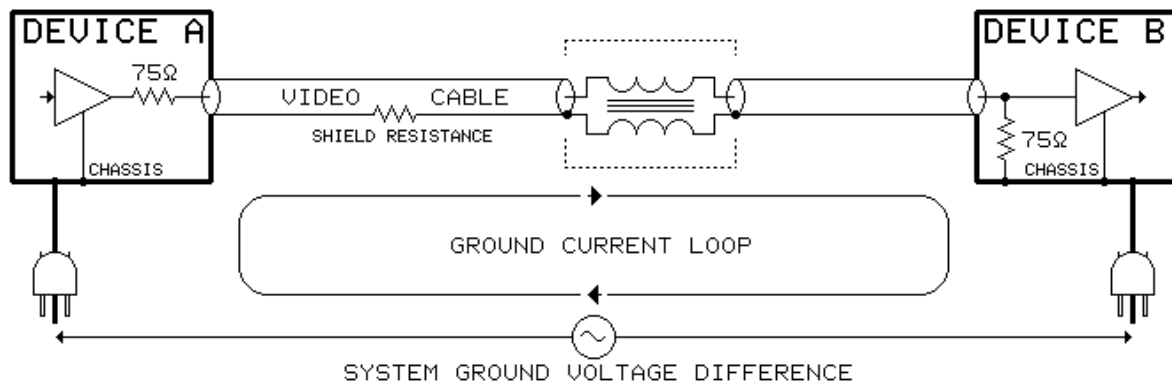 DEVICE A
DEVICE B
75Ω
VIDEO CABLE
SHIELD RESISTANCE
75Ω
CHASSIS
CHASSIS
GROUND CURRENT LOOP
SYSTEM GROUND VOLTAGE DIFFERENCE